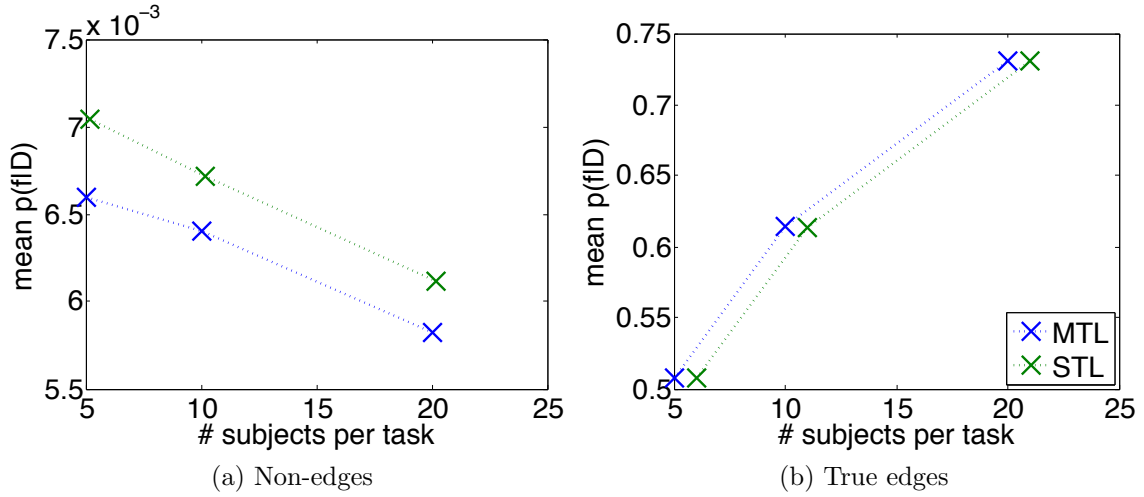 x 10⁻³
7.5
7
6.5
6
5.5
mean p(f|D)
5 10 15 20 25
# subjects per task
(a) Non-edges
0.75
0.7
0.65
0.6
0.55
0.5
mean p(f|D)
5 10 15 20 25
# subjects per task
MTL
STL
(b) True edges